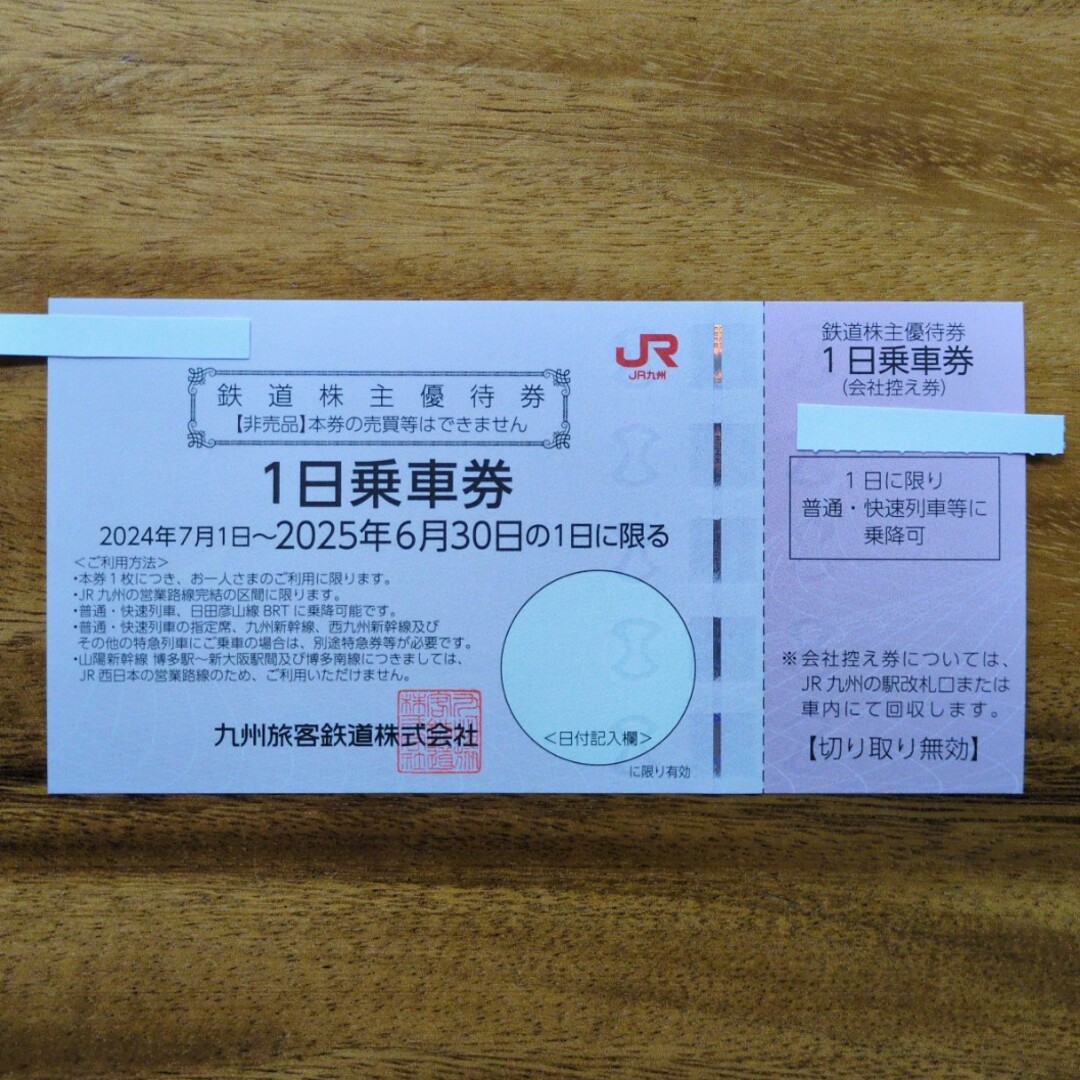 JR
JR九州
鉄道株主優待券
【非売品】本券の売買等はできません
1日乗車券
2024年7月1日～2025年6月30日の1日に限る
＜ご利用方法＞
・本券1枚につき、お一人さまのご利用に限ります。
・JR九州の営業路線完結の区間に限ります。
・普通・快速列車、日田彦山線BRTに乗降可能です。
・普通・快速列車の指定席、九州新幹線、西九州新幹線及び
その他の特急列車にご乗車の場合は、別途特急券等が必要です。
・山陽新幹線 博多駅～新大阪駅間及び博多南線につきましては、
JR西日本の営業路線のため、ご利用いただけません。
九州旅客鉄道株式会社
＜日付記入欄＞
に限り有効
鉄道株主優待券
1日乗車券
(会社控え券)
1日に限り
普通・快速列車等に
乗降可
※会社控え券については、
JR九州の駅改札口または
車内にて回収します。
【切り取り無効】